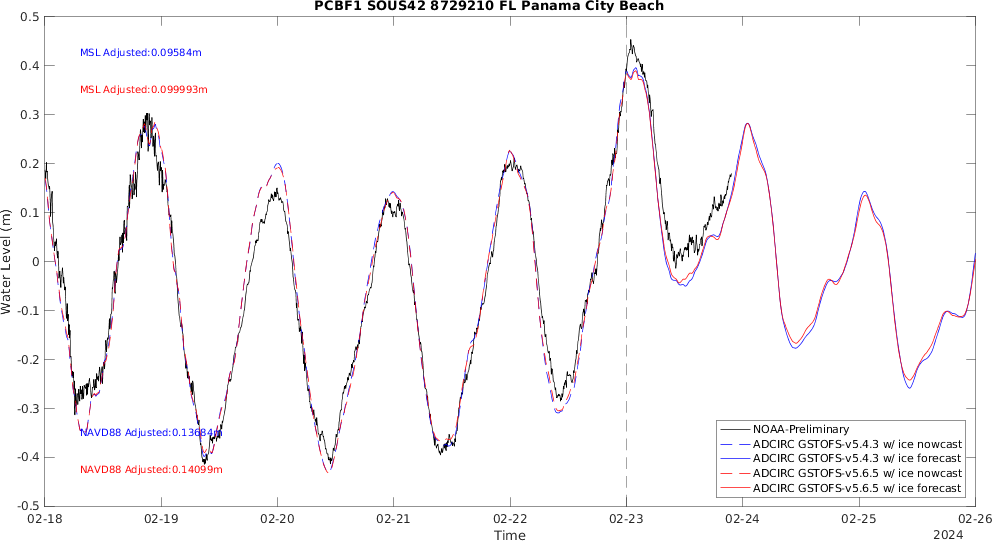 PCBF1 SOUS42 8729210 FL Panama City Beach
0.5
0.4
0.3
0.2
0.1
0
-0.1
-0.2
-0.3
-0.4
-0.5
Water Level (m)
MSL Adjusted:0.09584m
MSL Adjusted:0.099993m
NAVD88 Adjusted:0.13684m
NAVD88 Adjusted:0.14099m
NOAA-Preliminary
ADCIRC GSTOFS-v5.4.3 w/ ice nowcast
ADCIRC GSTOFS-v5.4.3 w/ ice forecast
ADCIRC GSTOFS-v5.6.5 w/ ice nowcast
ADCIRC GSTOFS-v5.6.5 w/ ice forecast
02-18 02-19 02-20 02-21 02-22 02-23 02-24 02-25 02-26
Time
2024